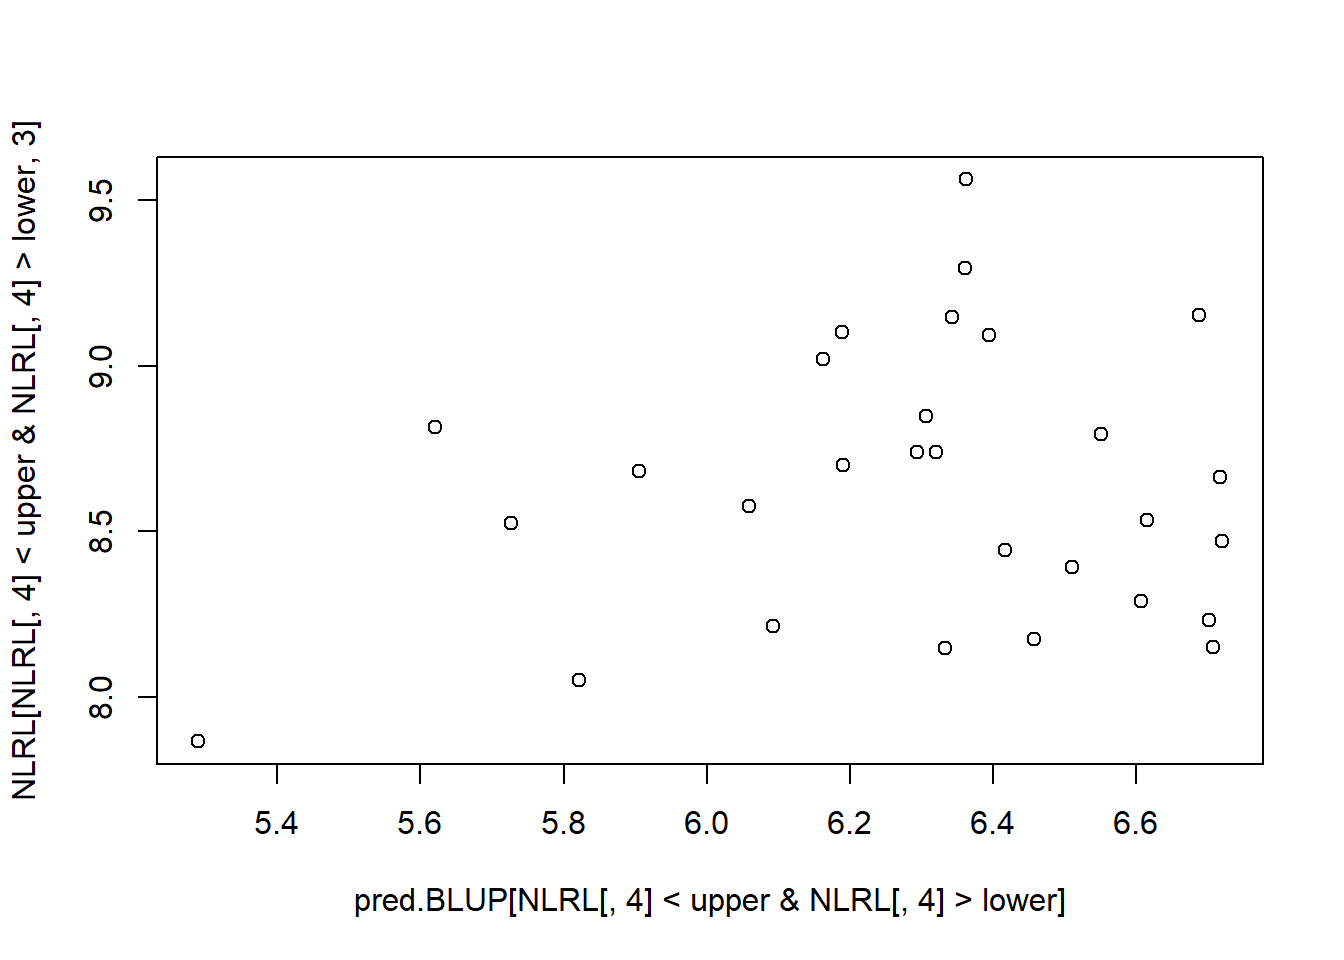 NLRL[NLRL[, 4] < upper & NLRL[, 4] > lower, 3]
9.5
9.0
8.5
8.0
5.4 5.6 5.8 6.0 6.2 6.4 6.6
pred.BLUP[NLRL[, 4] < upper & NLRL[, 4] > lower]